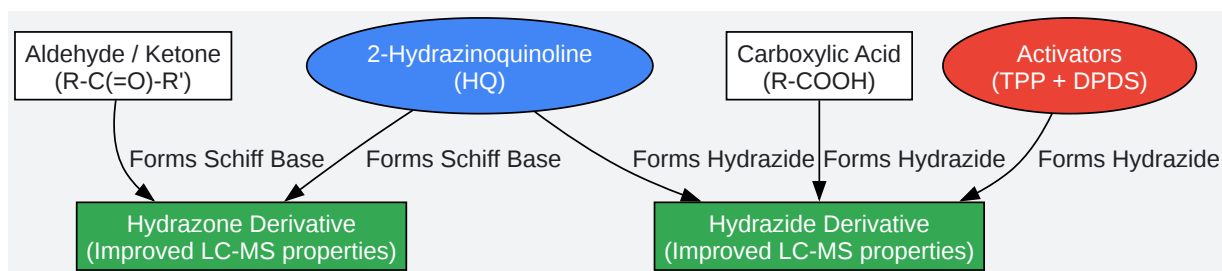 Aldehyde / Ketone
(R-C(=O)-R')
2-Hydrazinoquinoline
(HQ)
Carboxylic Acid
(R-COOH)
Activators
(TPP + DPDS)
Forms Schiff Base
Forms Schiff Base
Forms Hydrazide
Forms Hydrazide
Forms Hydrazide
Hydrazone Derivative
(Improved LC-MS properties)
Hydrazide Derivative
(Improved LC-MS properties)